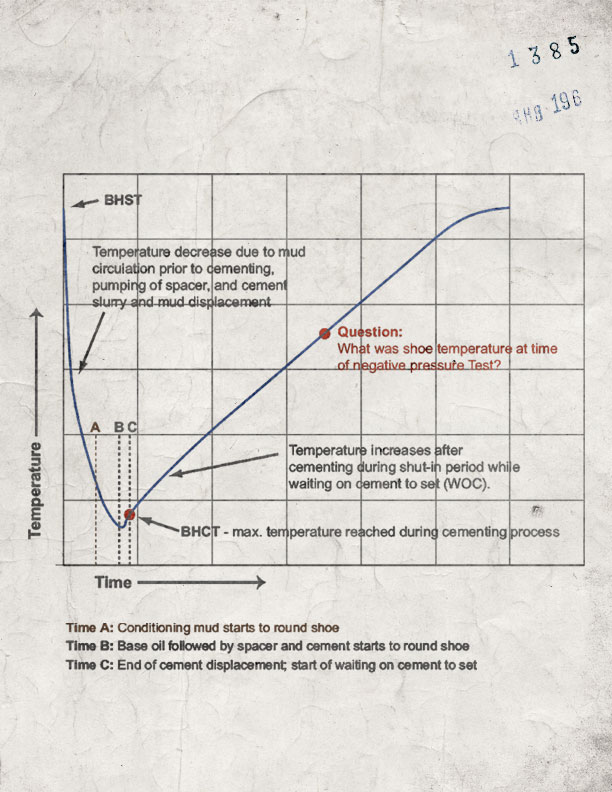 1385
196
BHST
Temperature decrease due to mud
circulation prior to cementing,
pumping of spacer, and cement
slurry and mud displacement
Question:
What was shoe temperature at time
of negative pressure Test?
A B C
Temperature increases after
cementing during shut-in period while
waiting on cement to set (WOC).
BHCT - max. temperature reached during cementing process
Temperature
Time
Time A: Conditioning mud starts to round shoe
Time B: Base oil followed by spacer and cement starts to round shoe
Time C: End of cement displacement; start of waiting on cement to set